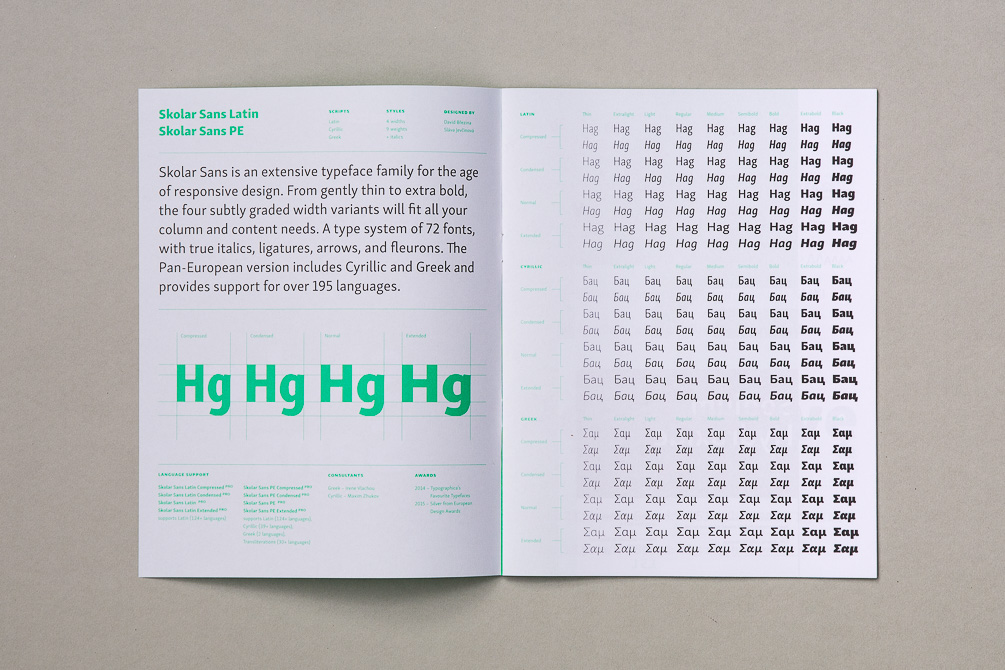 Skolar Sans Latin
Skolar Sans PE
SCRIPTS
Latin
Cyrillic
Greek
STYLES
4 widths
9 weights
+ italics
DESIGNED BY
David Březina
Sláva Jevčinová
Skolar Sans is an extensive typeface family for the age
of responsive design. From gently thin to extra bold,
the four subtly graded width variants will fit all your
column and content needs. A type system of 72 fonts,
with true italics, ligatures, arrows, and fleurons. The
Pan-European version includes Cyrillic and Greek and
provides support for over 195 languages.
Compressed Condensed Normal Extended
Hg Hg Hg Hg
LANGUAGE SUPPORT
Skolar Sans Latin Compressed PRO
Skolar Sans Latin Condensed PRO
Skolar Sans Latin PRO
Skolar Sans Latin Extended PRO
supports Latin (124+ languages)
Skolar Sans PE Compressed PRO
Skolar Sans PE Condensed PRO
Skolar Sans PE PRO
Skolar Sans PE Extended PRO
supports Latin (124+ languages),
Cyrillic (39+ languages),
Greek (2 languages),
Transliterations (30+ languages)
CONSULTANTS
Greek – Irene Vlachou
Cyrillic – Maxim Zhukov
AWARDS
2014 – Typographica's
Favourite Typefaces
2015 – Silver from European
Design Awards
LATIN Thin Extralight Light Regular Medium Semibold Bold Extrabold Black
Compressed
Hag Hag Hag Hag Hag Hag Hag Hag Hag
Hag Hag Hag Hag Hag Hag Hag Hag Hag
Condensed
Hag Hag Hag Hag Hag Hag Hag Hag Hag
Hag Hag Hag Hag Hag Hag Hag Hag Hag
Normal
Hag Hag Hag Hag Hag Hag Hag Hag Hag
Hag Hag Hag Hag Hag Hag Hag Hag Hag
Extended
Hag Hag Hag Hag Hag Hag Hag Hag Hag
Hag Hag Hag Hag Hag Hag Hag Hag Hag
CYRILLIC Thin Extralight Light Regular Medium Semibold Bold Extrabold Black
Compressed
Бац Бац Бац Бац Бац Бац Бац Бац Бац
Бац Бац Бац Бац Бац Бац Бац Бац Бац
Condensed
Бац Бац Бац Бац Бац Бац Бац Бац Бац
Бац Бац Бац Бац Бац Бац Бац Бац Бац
Normal
Бац Бац Бац Бац Бац Бац Бац Бац Бац
Бац Бац Бац Бац Бац Бац Бац Бац Бац
Extended
Бац Бац Бац Бац Бац Бац Бац Бац Бац
Бац Бац Бац Бац Бац Бац Бац Бац Бац
GREEK Thin Extralight Light Regular Medium Semibold Bold Extrabold Black
Compressed
Σαμ Σαμ Σαμ Σαμ Σαμ Σαμ Σαμ Σαμ Σαμ
Σαμ Σαμ Σαμ Σαμ Σαμ Σαμ Σαμ Σαμ Σαμ
Condensed
Σαμ Σαμ Σαμ Σαμ Σαμ Σαμ Σαμ Σαμ Σαμ
Σαμ Σαμ Σαμ Σαμ Σαμ Σαμ Σαμ Σαμ Σαμ
Normal
Σαμ Σαμ Σαμ Σαμ Σαμ Σαμ Σαμ Σαμ Σαμ
Σαμ Σαμ Σαμ Σαμ Σαμ Σαμ Σαμ Σαμ Σαμ
Extended
Σαμ Σαμ Σαμ Σαμ Σαμ Σαμ Σαμ Σαμ Σαμ
Σαμ Σαμ Σαμ Σαμ Σαμ Σαμ Σαμ Σαμ Σαμ